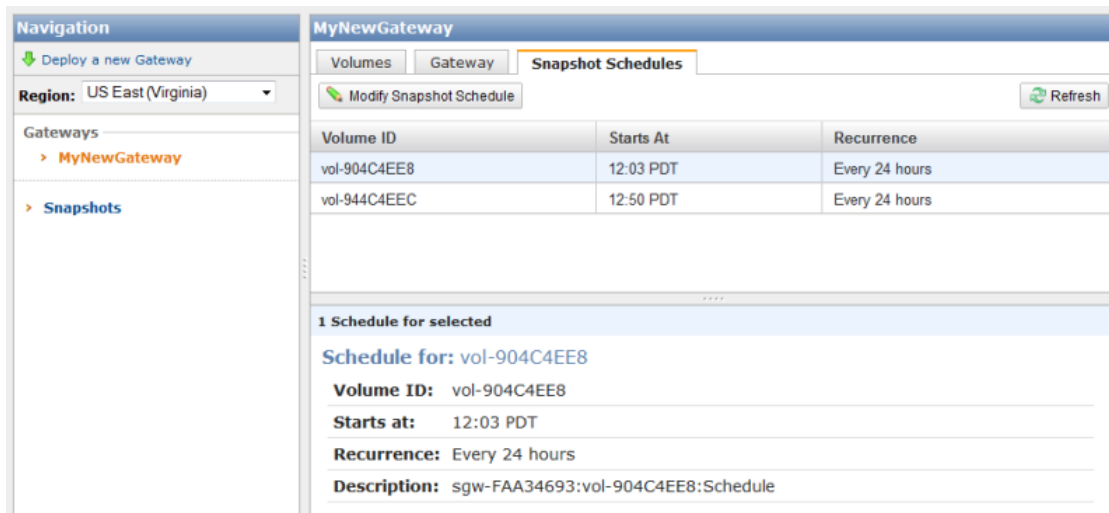 Navigation
Deploy a new Gateway
Region: US East (Virginia)
Gateways
MyNewGateway
Snapshots
MyNewGateway
Volumes Gateway Snapshot Schedules
Modify Snapshot Schedule Refresh
Volume ID Starts At Recurrence
vol-904C4EE8 12:03 PDT Every 24 hours
vol-944C4EEC 12:50 PDT Every 24 hours
1 Schedule for selected
Schedule for: vol-904C4EE8
Volume ID: vol-904C4EE8
Starts at: 12:03 PDT
Recurrence: Every 24 hours
Description: sgw-FAA34693:vol-904C4EE8:Schedule